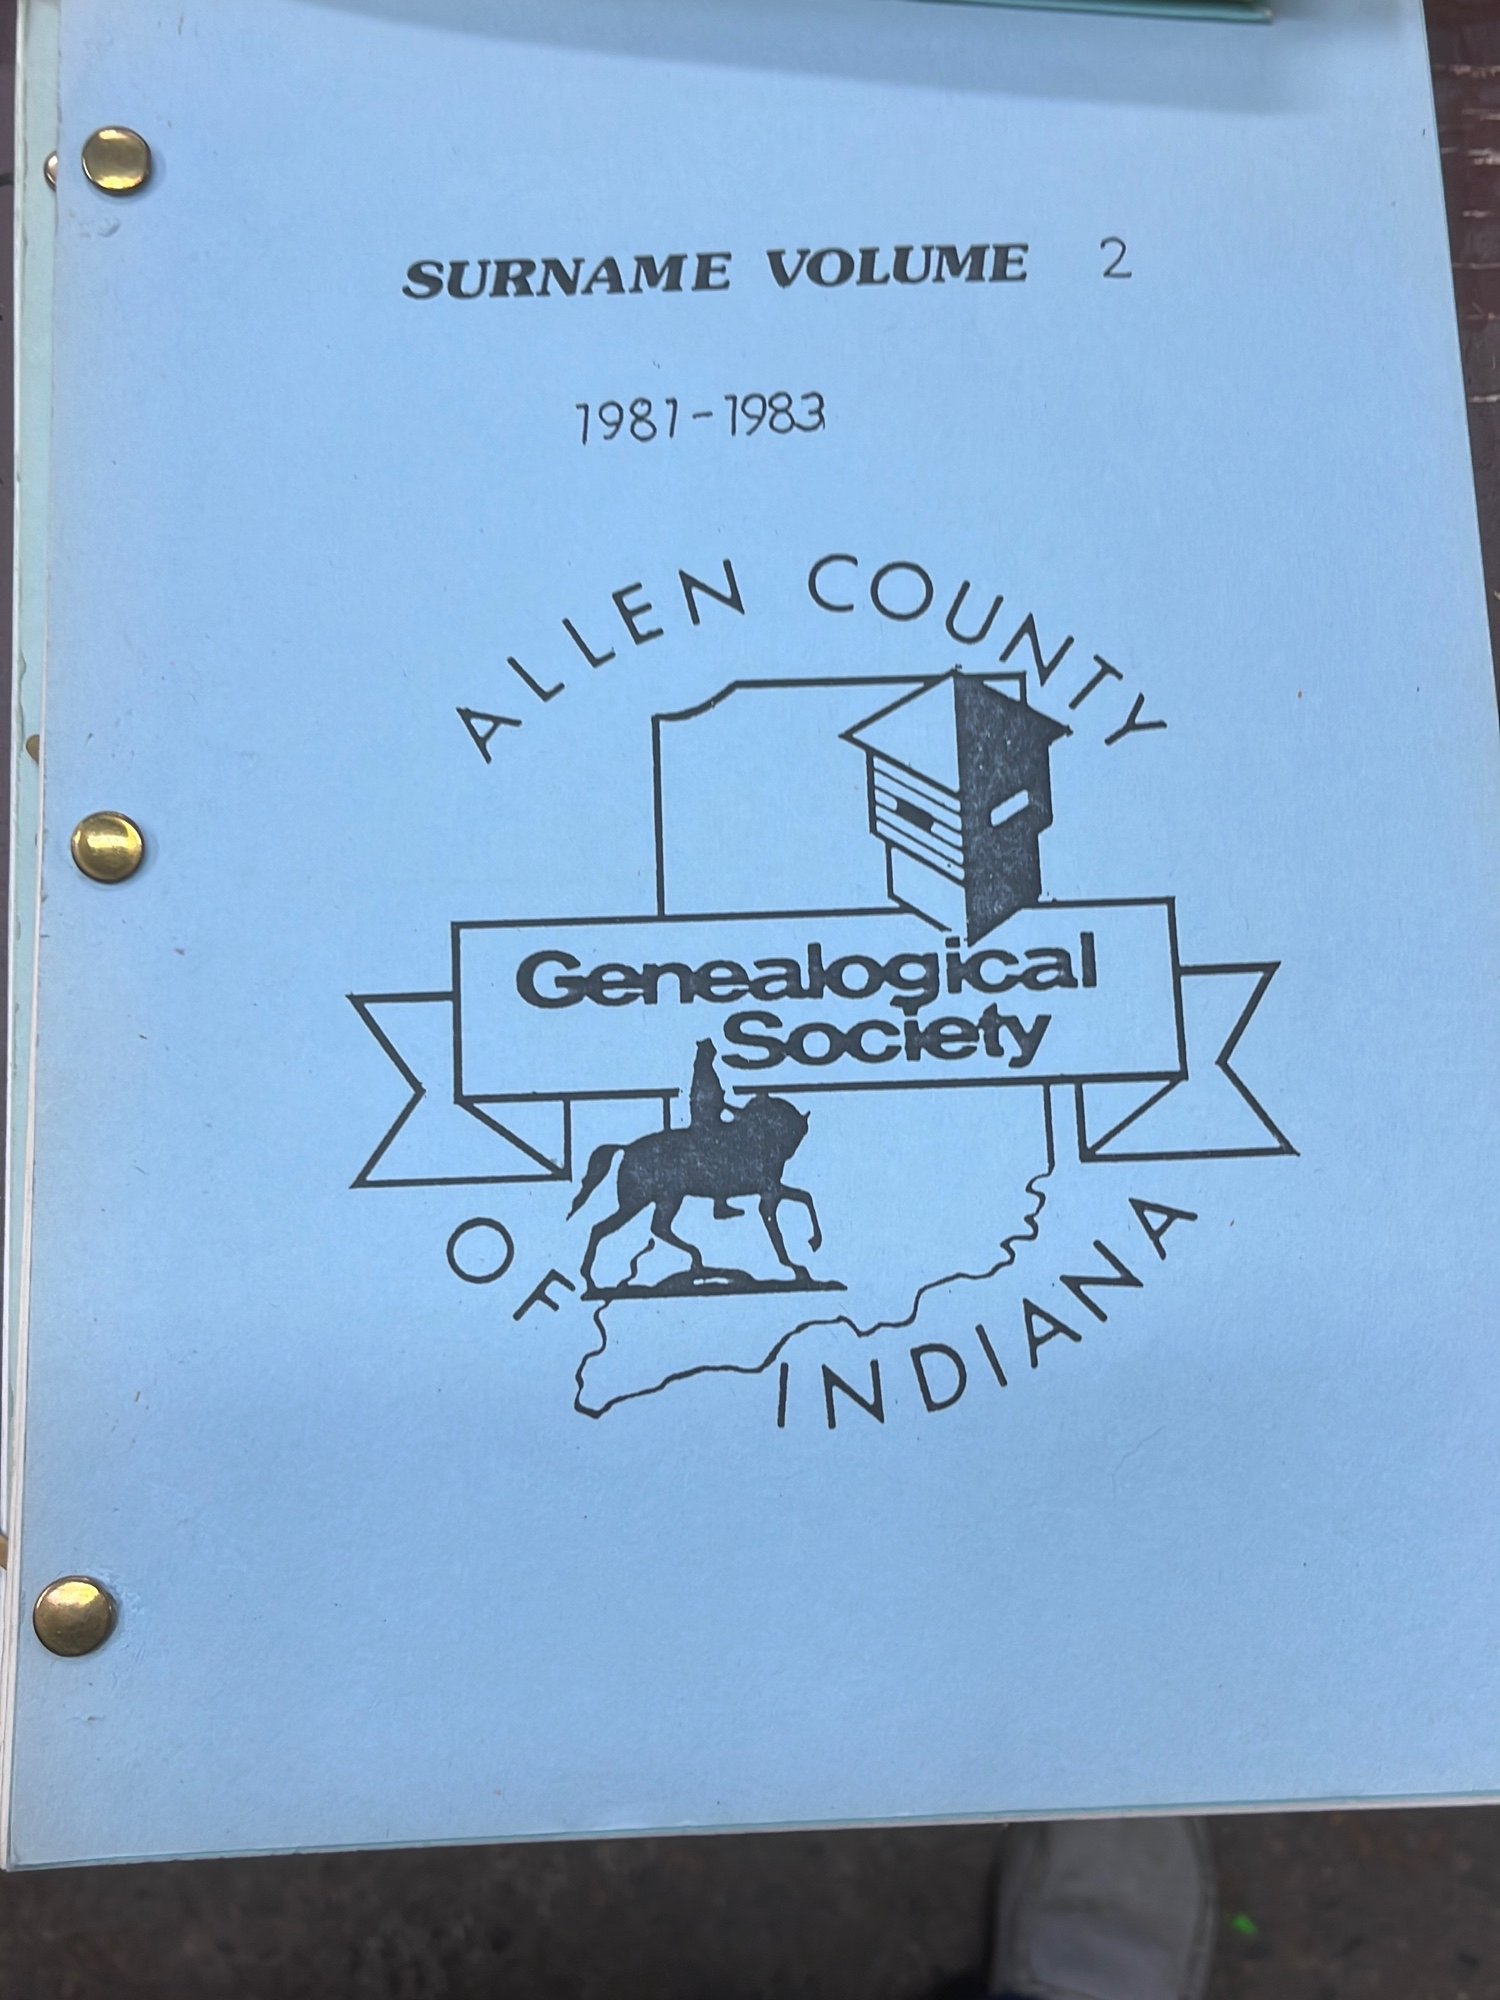 SURNAME VOLUME 2
1981-1983
ALLEN COUNTY
Genealogical
Society
OF INDIANA